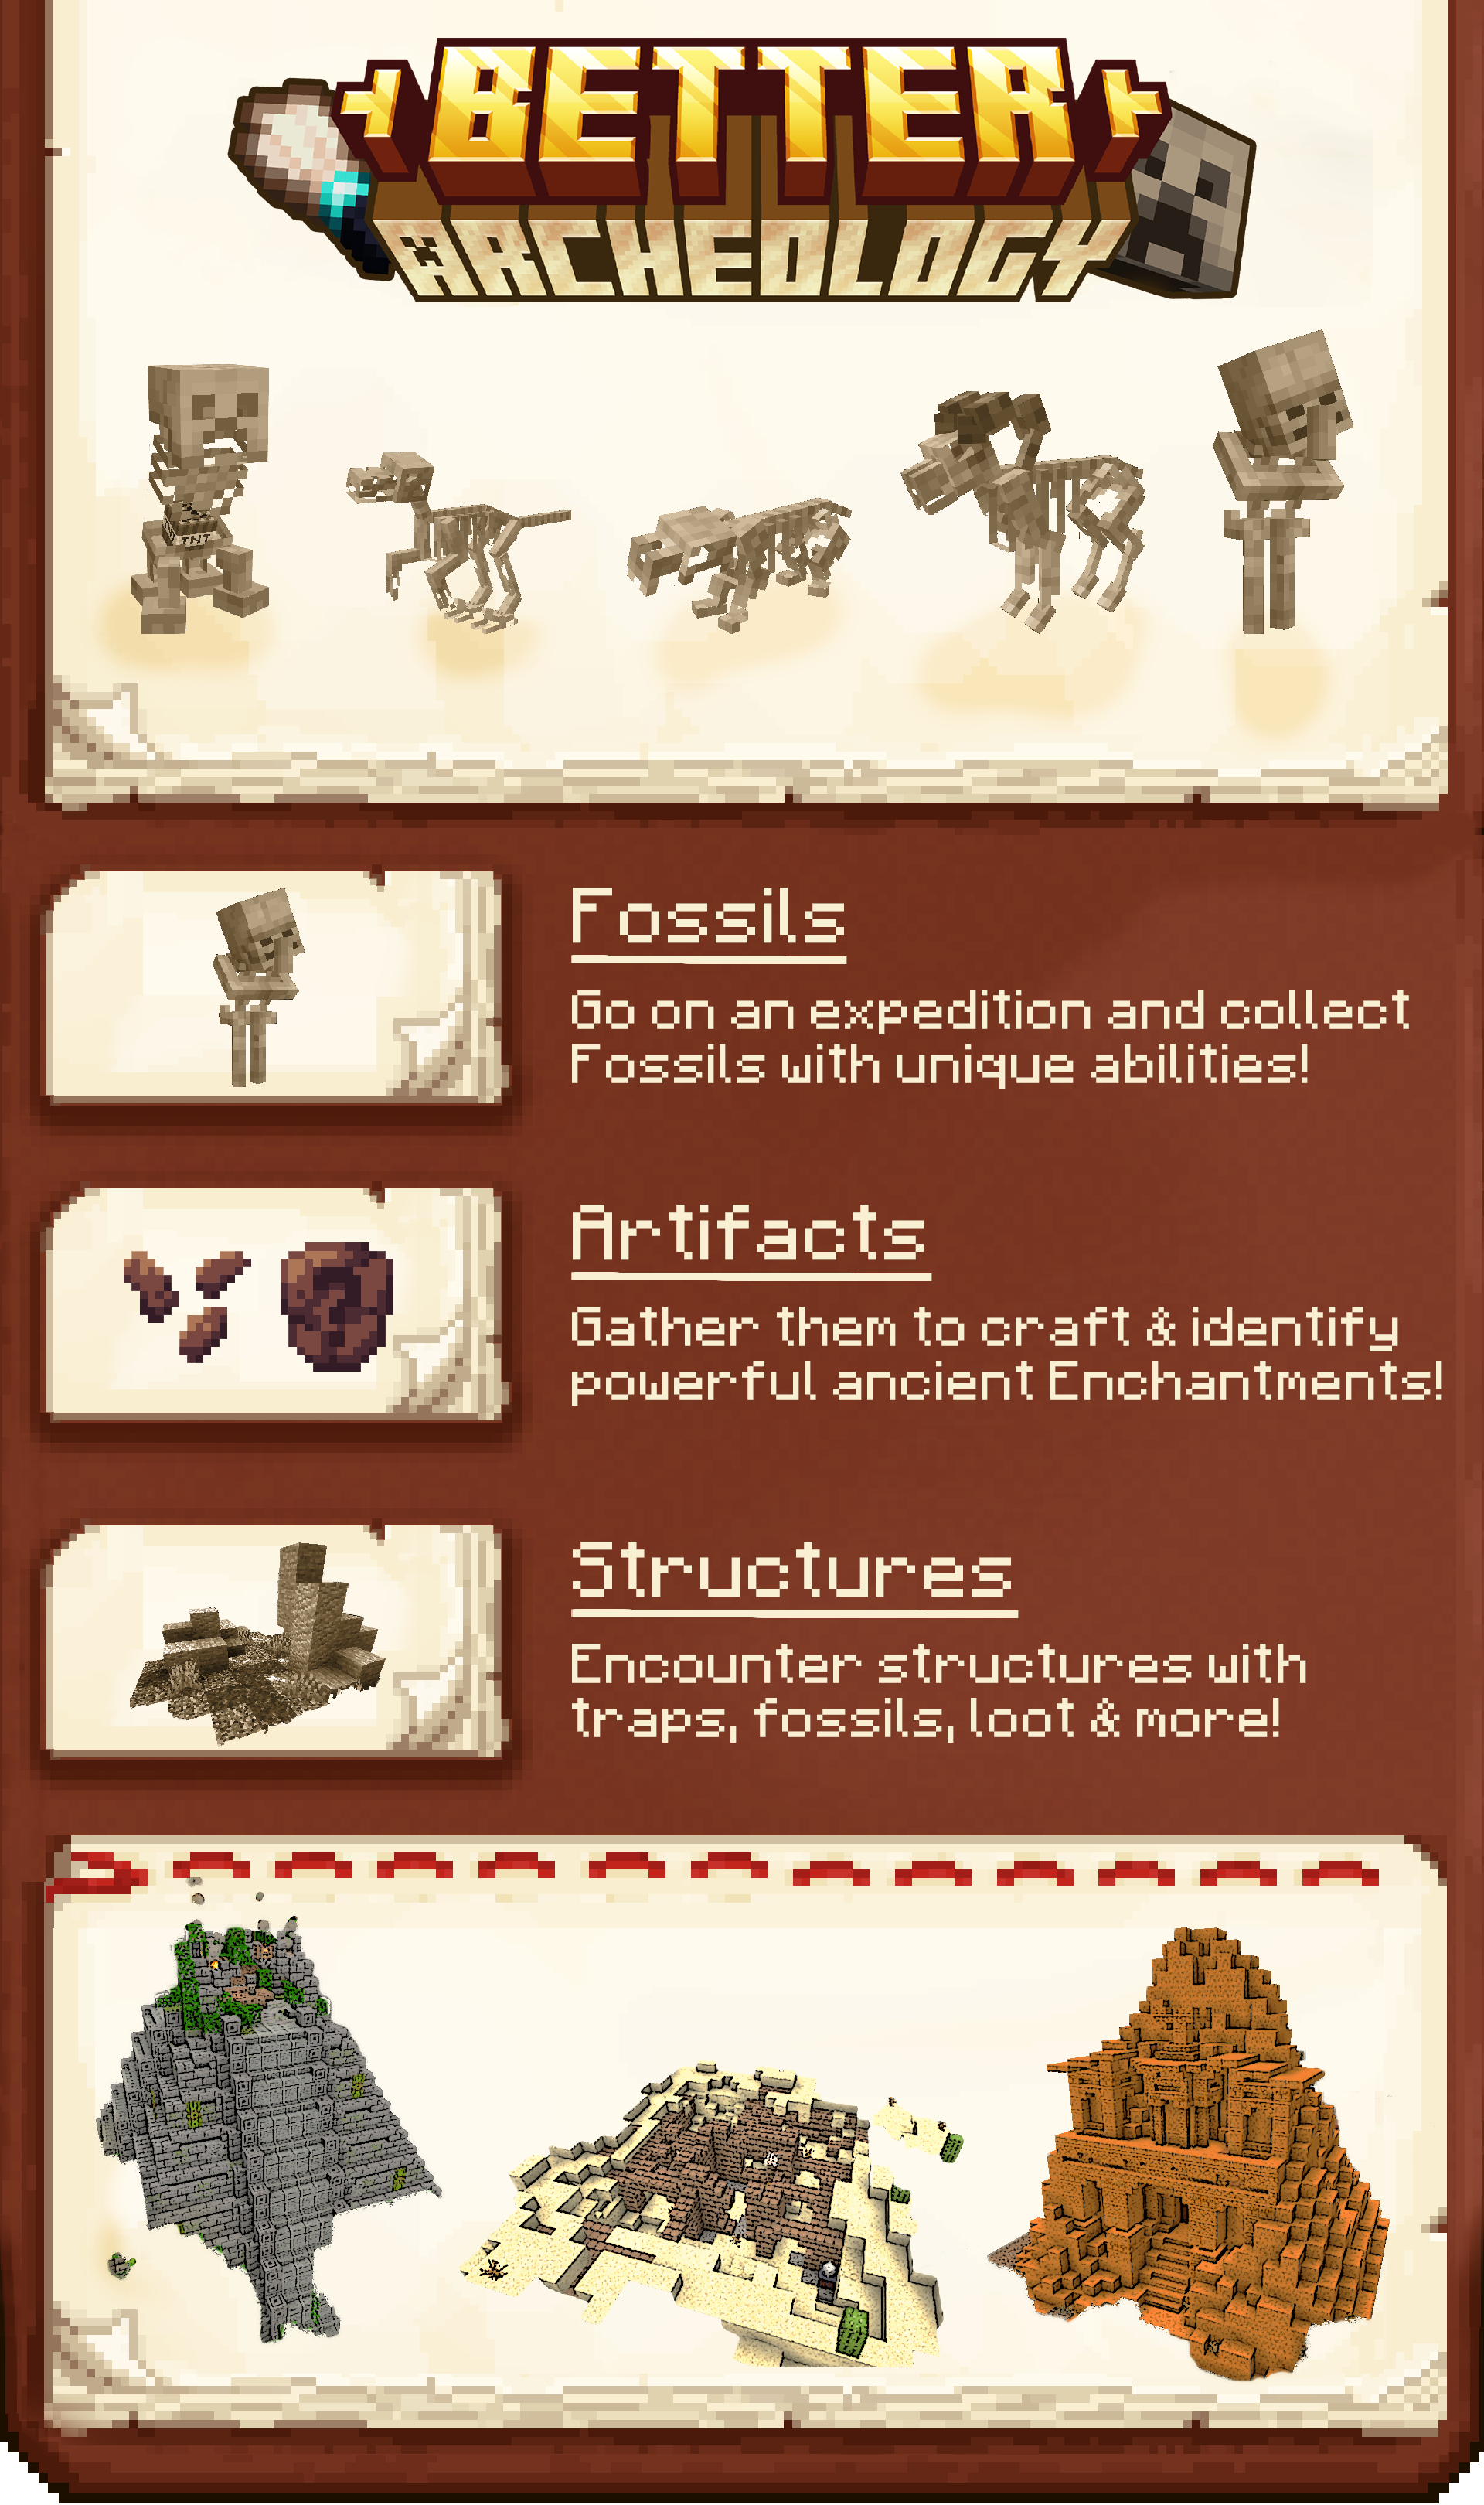 BETTER
ARCHEOLOGY
TNT
Fossils
Go on an expedition and collect
Fossils with unique abilities!
Artifacts
Gather them to craft & identify
powerful ancient Enchantments!
Structures
Encounter structures with
traps, fossils, loot & more!